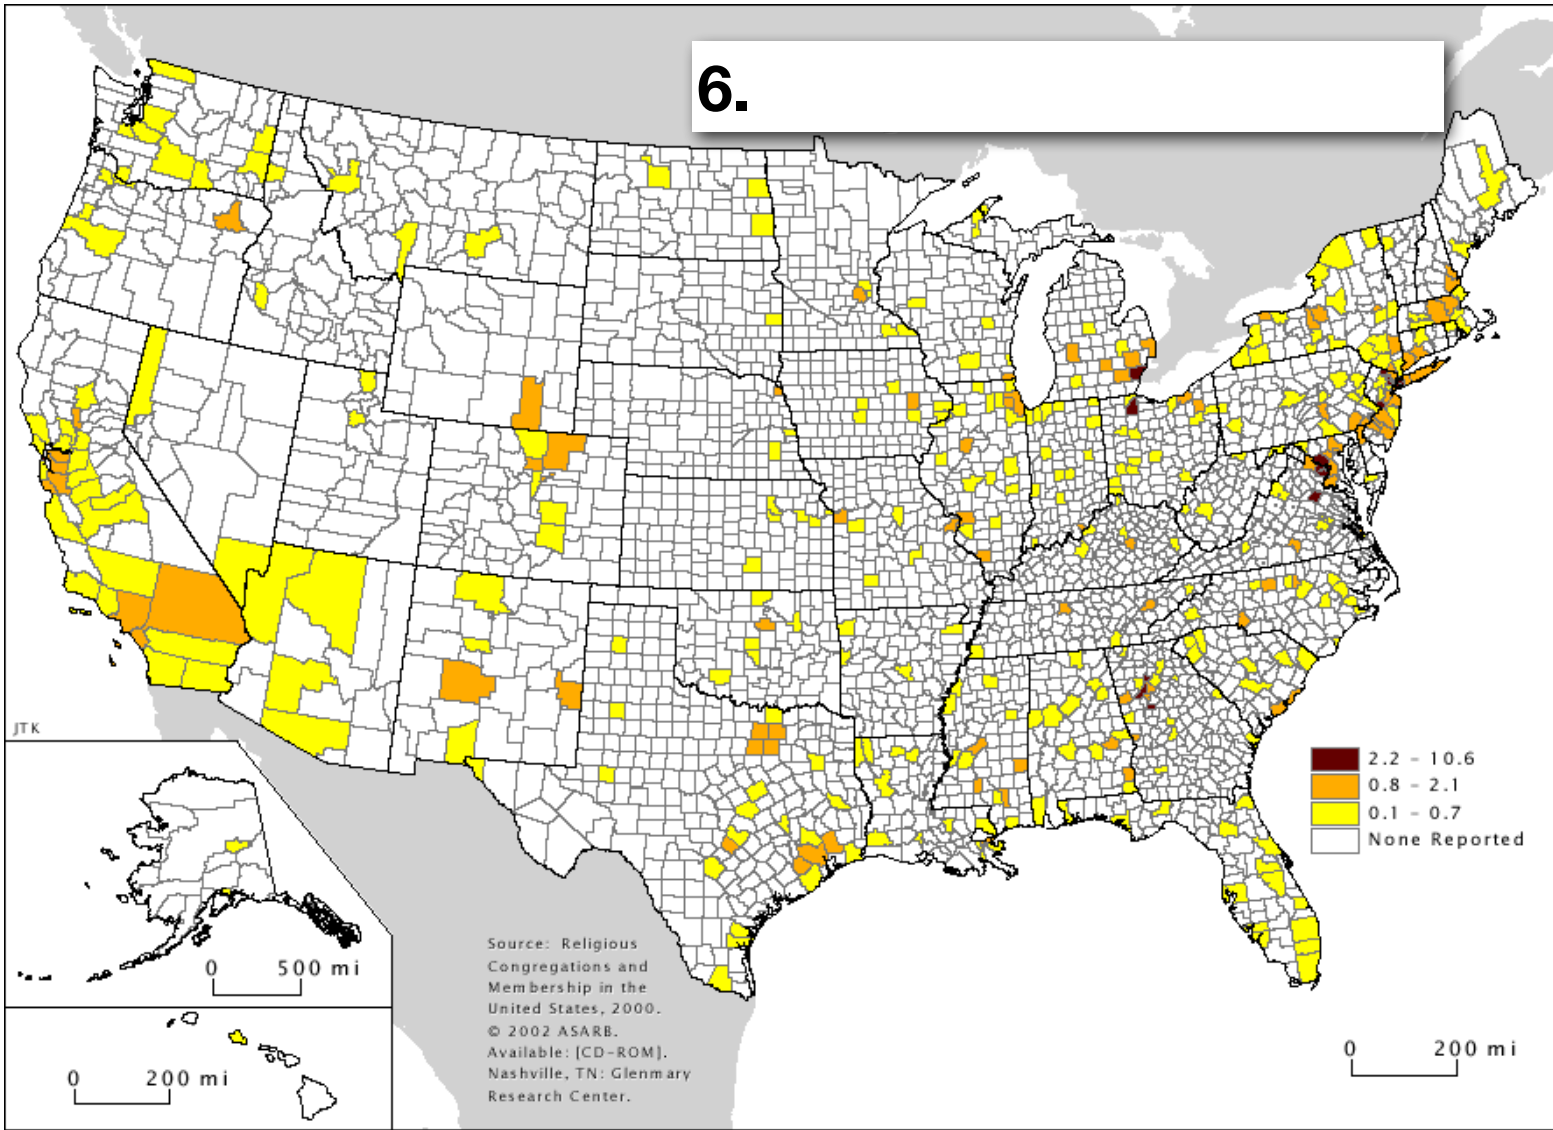 6.
JTK
2.2 – 10.6
0.8 – 2.1
0.1 – 0.7
None Reported
Source: Religious
Congregations and
Membership in the
United States, 2000.
© 2002 ASARB.
Available: [CD–ROM].
Nashville, TN: Glenmary
Research Center.
0 500 mi
0 200 mi
0 200 mi